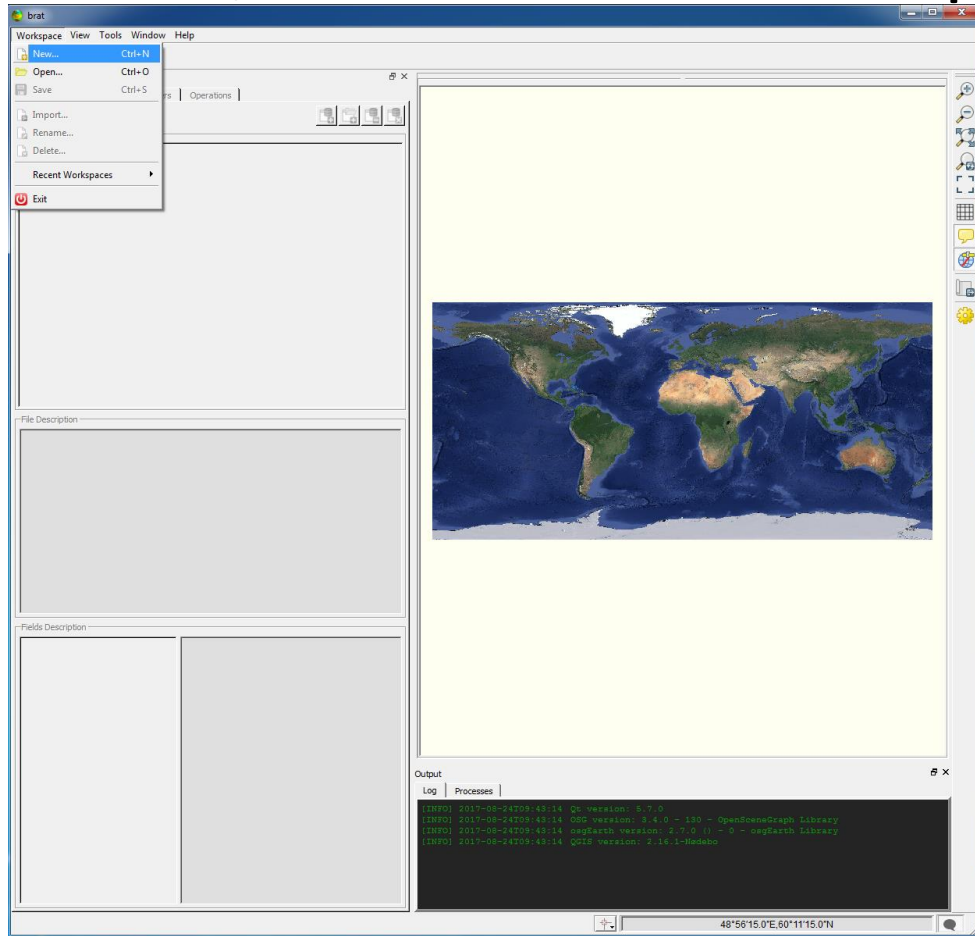 brat
Workspace View Tools Window Help
New... Ctrl+N
Open... Ctrl+O
Save Ctrl+S
Import...
Rename...
Delete...
Recent Workspaces
Exit
Operations
File Description
Fields Description
Output
Log Processes
[INFO] 2017-08-24T09:43:14 Qt version: 5.7.0
[INFO] 2017-08-24T09:43:14 OSG version: 3.4.0 - 130 - OpenSceneGraph Library
[INFO] 2017-08-24T09:43:14 osgEarth version: 2.7.0 () - 0 - osgEarth Library
[INFO] 2017-08-24T09:43:14 QGIS version: 2.16.1-Nødebo
48°56'15.0"E,60°11'15.0"N